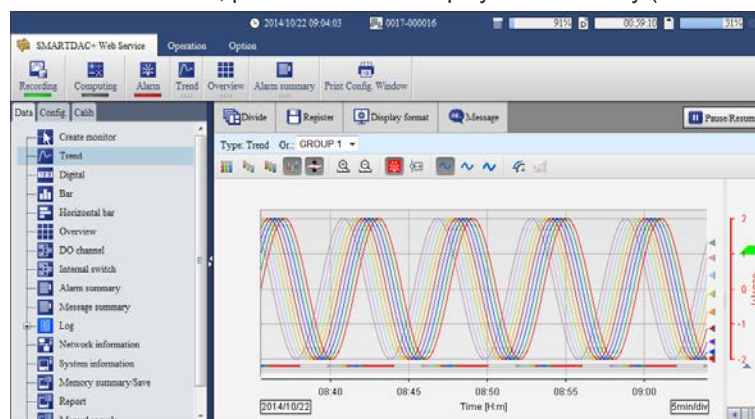 2014/10/22 09:04:03 0017-000016 91% 00:59:10 31%
SMARTDAC+ Web Service Operation Option
Recording Computing Alarm Trend Overview Alarm summary Print Config. Window
Data Config. Calib
Divide Register Display format Message Pause/Resum
Create monitor
Type: Trend Gr.: GROUP 1
Trend
Digital
Bar
Horizontal bar
Overview
DO channel
Internal switch
Alarm summary
Message summary
Log
Network information
System information
Memory summary/Save
Report
2
1
0
-1
-2
08:40 08:45 08:50 08:55 09:00
2014/10/22 Time [H:m] 5min/div